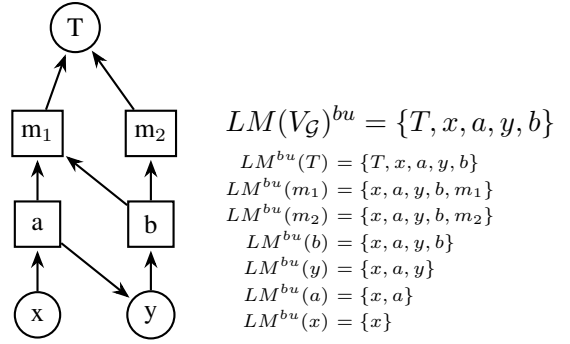 T
m₁ m₂
LM(V_𝒢)^{bu} = {T, x, a, y, b}
LM^{bu}(T) = {T, x, a, y, b}
LM^{bu}(m₁) = {x, a, y, b, m₁}
LM^{bu}(m₂) = {x, a, y, b, m₂}
a b
LM^{bu}(b) = {x, a, y, b}
LM^{bu}(y) = {x, a, y}
LM^{bu}(a) = {x, a}
x y
LM^{bu}(x) = {x}